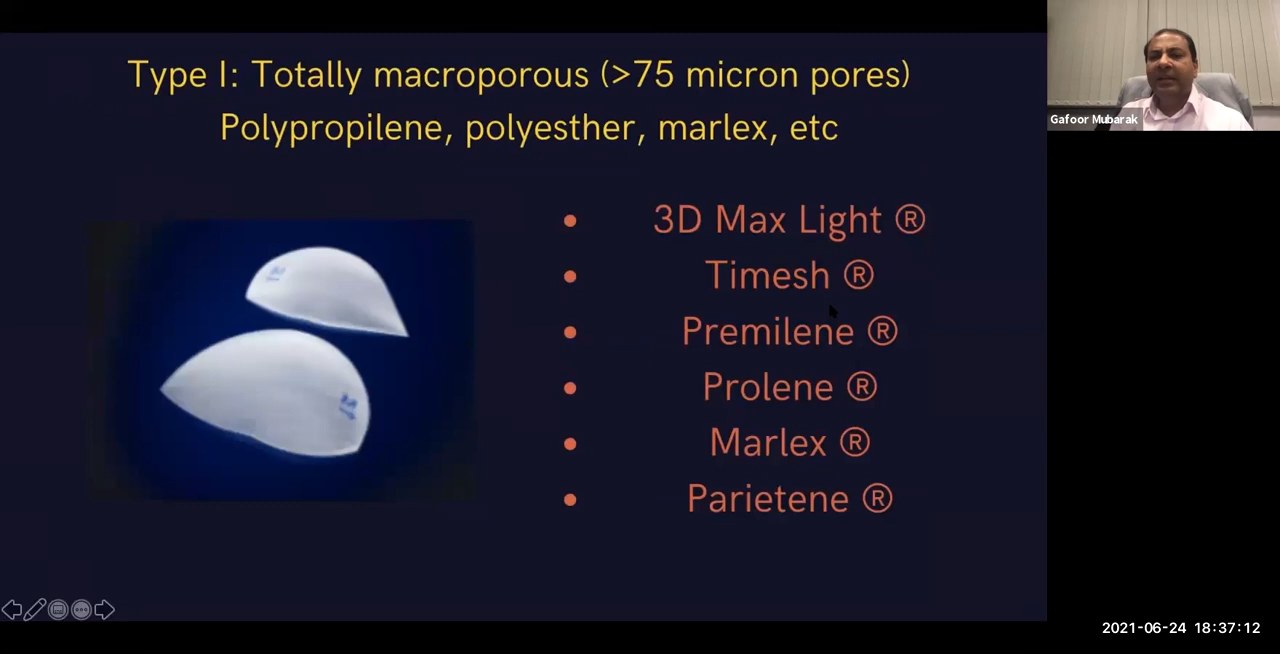 Type I: Totally macroporous (>75 micron pores)
Polypropilene, polyesther, marlex, etc
• 3D Max Light ®
• Timesh ®
• Premilene ®
• Prolene ®
• Marlex ®
• Parietene ®
Gafoor Mubarak
2021-06-24 18:37:12